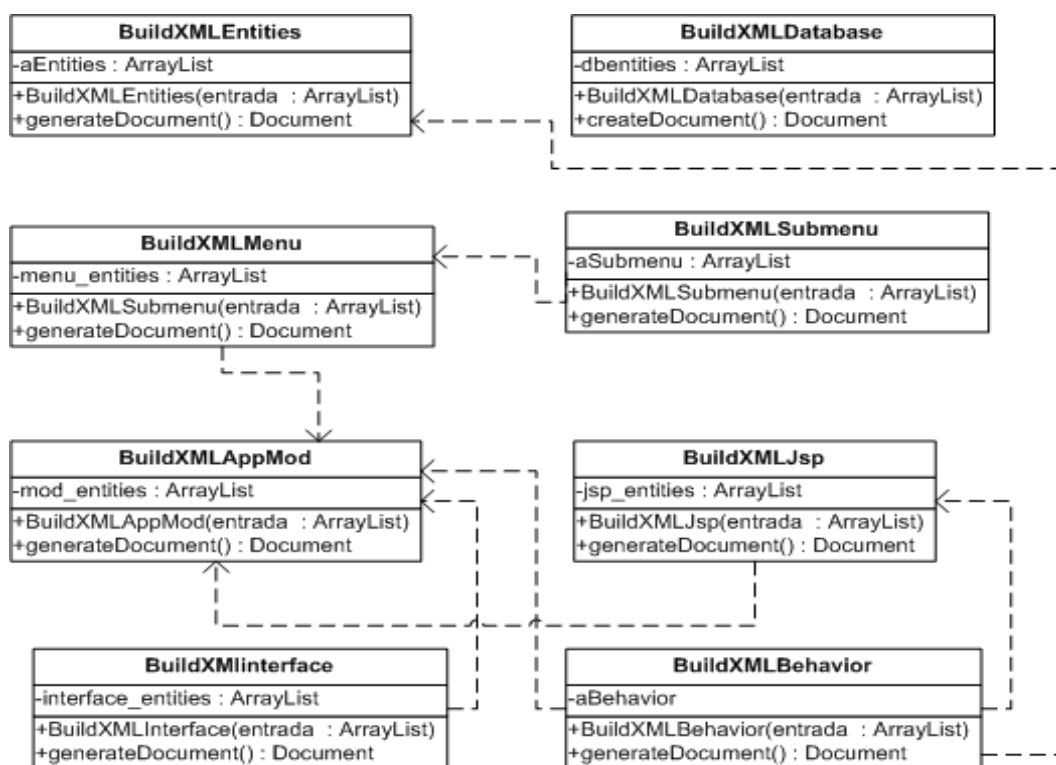 BuildXMLEntities
-aEntities : ArrayList
+BuildXMLEntities(entrada : ArrayList)
+generateDocument() : Document
BuildXMLDatabase
-dbentities : ArrayList
+BuildXMLDatabase(entrada : ArrayList)
+createDocument() : Document
BuildXMLMenu
-menu_entities : ArrayList
+BuildXMLSubmenu(entrada : ArrayList)
+generateDocument() : Document
BuildXMLSubmenu
-aSubmenu : ArrayList
+BuildXMLSubmenu(entrada : ArrayList)
+generateDocument() : Document
BuildXMLAppMod
-mod_entities : ArrayList
+BuildXMLAppMod(entrada : ArrayList)
+generateDocument() : Document
BuildXMLJsp
-jsp_entities : ArrayList
+BuildXMLJsp(entrada : ArrayList)
+generateDocument() : Document
BuildXMlinterface
-interface_entities : ArrayList
+BuildXMLInterface(entrada : ArrayList)
+generateDocument() : Document
BuildXMLBehavior
-aBehavior
+BuildXMLBehavior(entrada : ArrayList)
+generateDocument() : Document